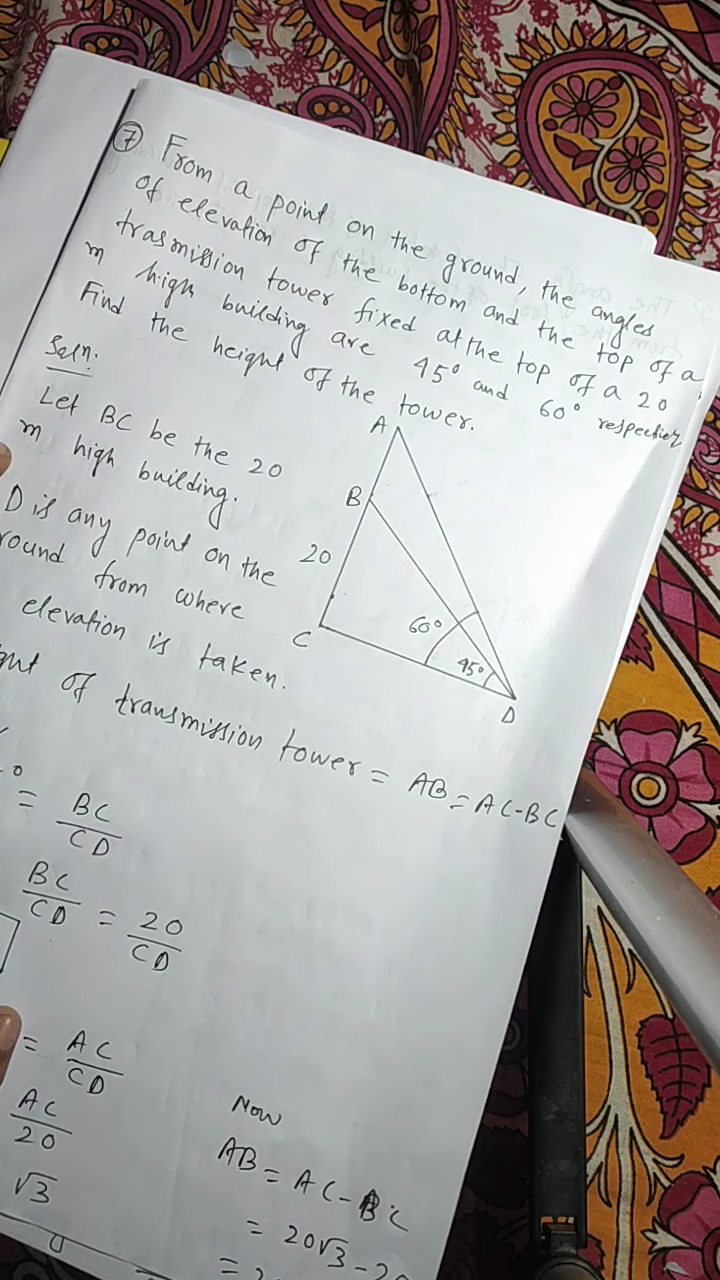 7 From a point on the ground, the angles
of elevation of the bottom and the top of a
trasmission tower fixed at the top of a 20
m high building are 45° and 60°
Find the height of the tower.
Soln:
Let BC be the 20
m high building.
D is any point on the
round from where
elevation is taken.
A
B
20
C
60°
45°
D
of transmission tower = AB = AC-BC
= BC/CD
BC/CD = 20/CD
= AC/CD
AC/20
√3
Now
AB = AC-BC
= 20√3-
=